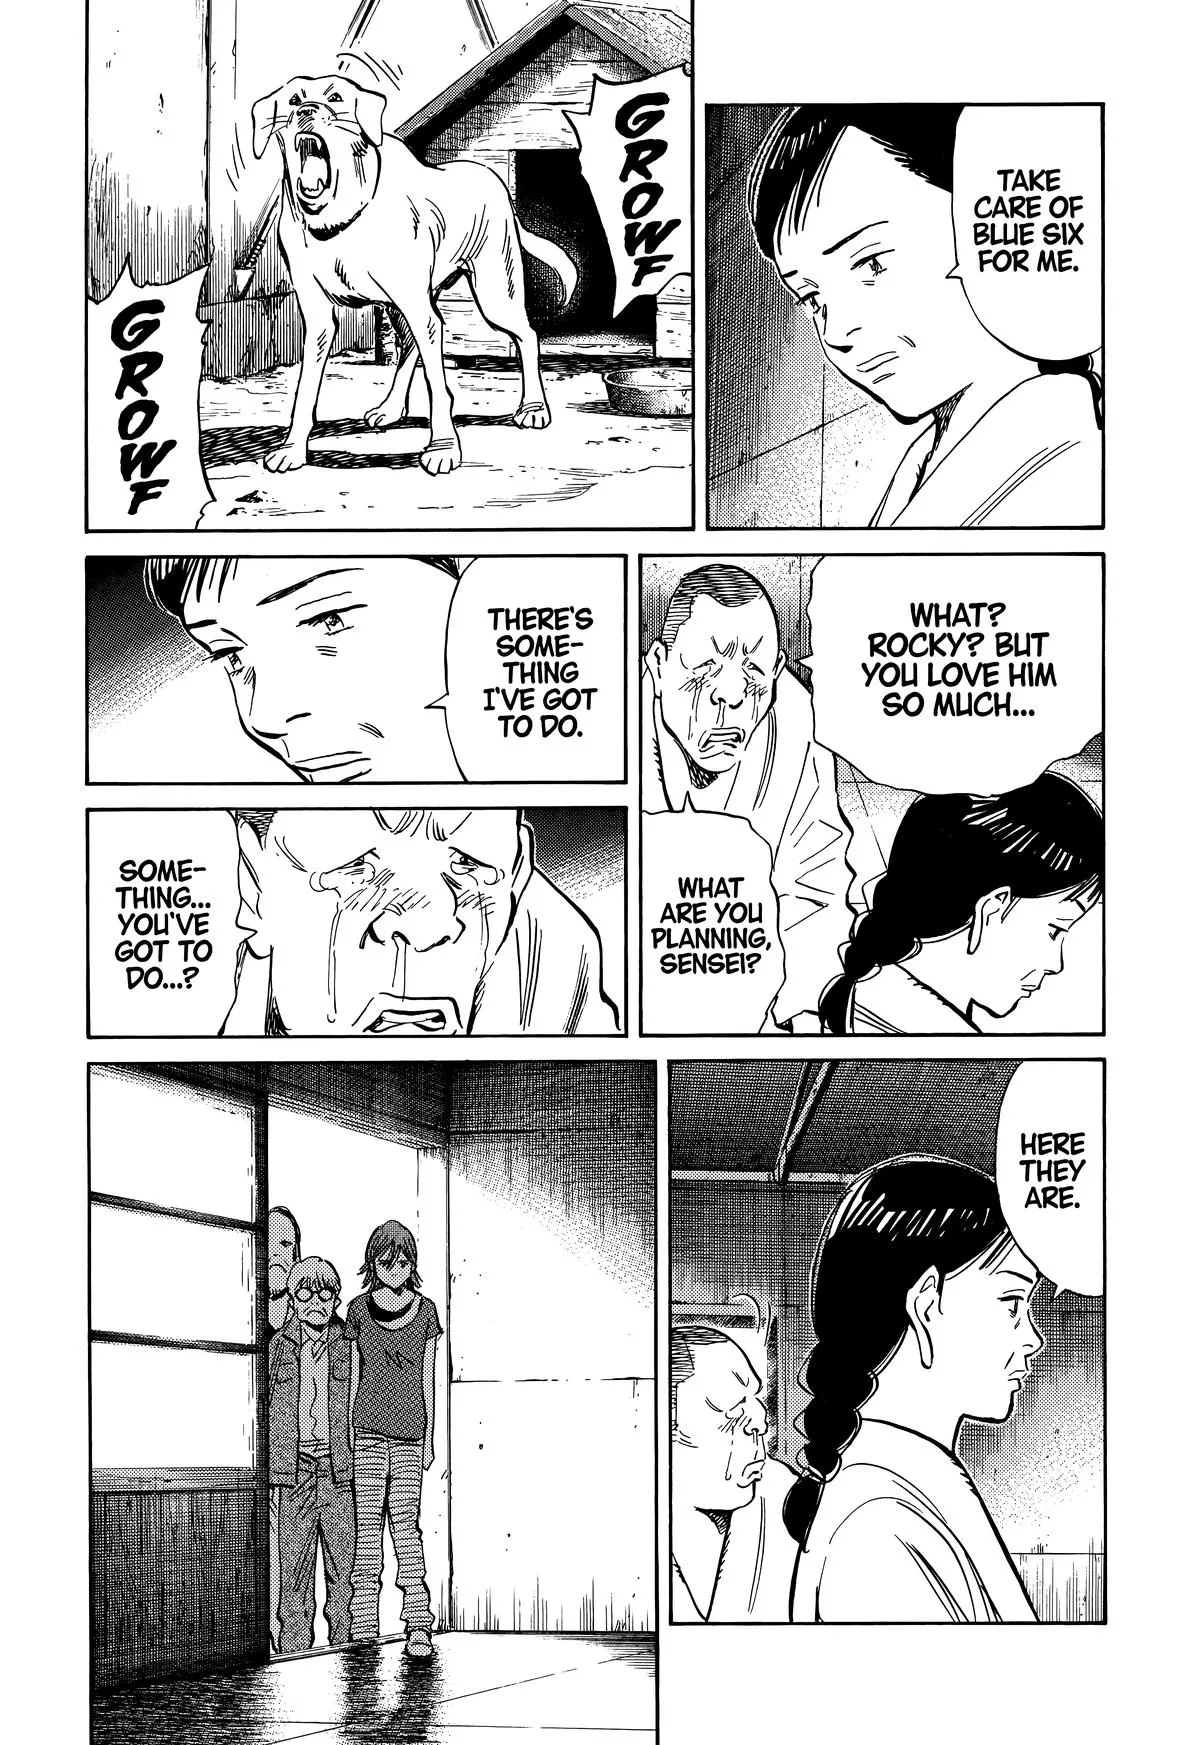 TAKE
CARE OF
BLUE SIX
FOR ME.
GROWF
GROWF
WHAT?
ROCKY? BUT
YOU LOVE HIM
SO MUCH...
WHAT
ARE YOU
PLANNING,
SENSEI?
THERE'S
SOME-
THING
I'VE GOT
TO DO.
SOME-
THING...
YOU'VE
GOT TO
DO...?
HERE
THEY
ARE.